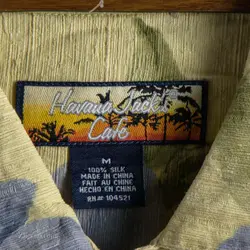 Havana Jack's
Cafe
M
100% SILK
MADE IN CHINA
FAIT AU CHINE
HECHO EN CHINA
RN# 104521